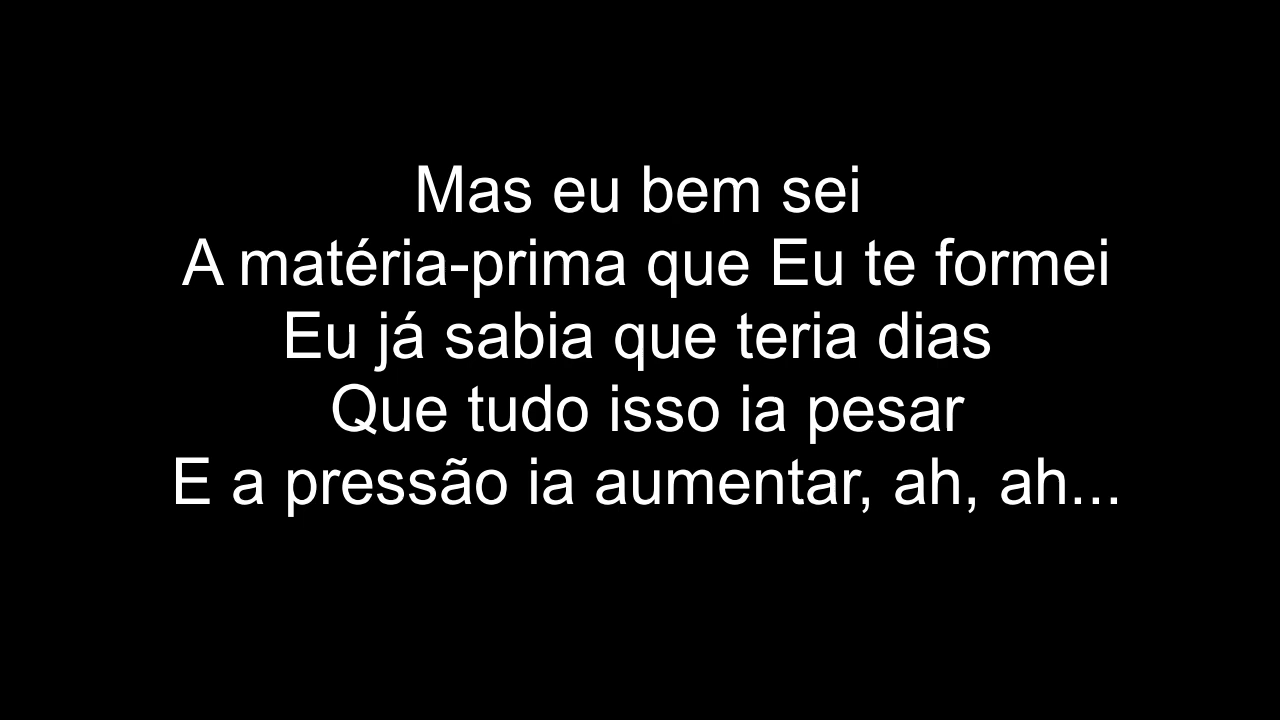 Mas eu bem sei
A matéria-prima que Eu te formei
Eu já sabia que teria dias
Que tudo isso ia pesar
E a pressão ia aumentar, ah, ah...